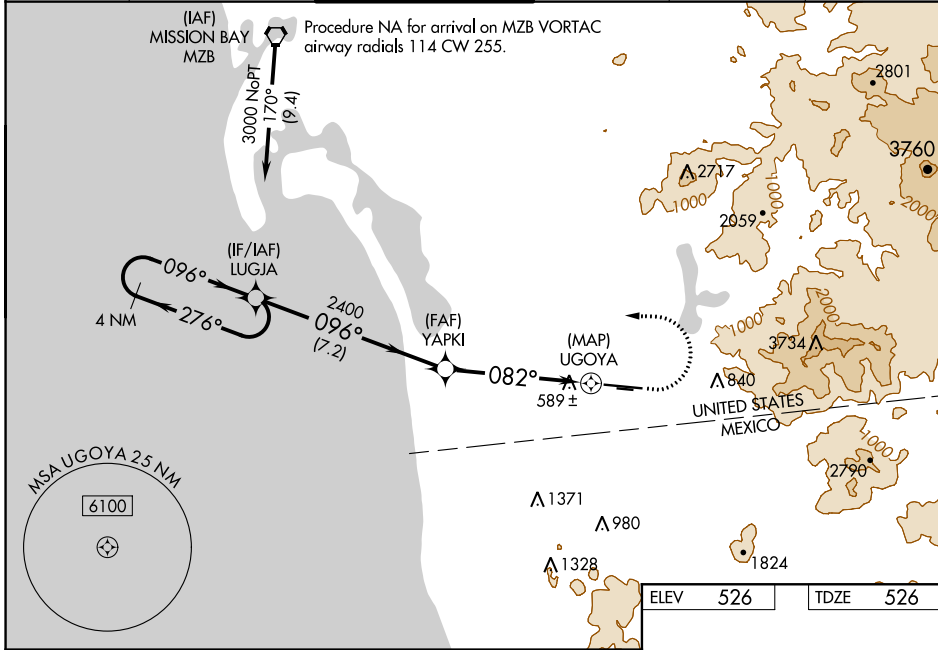 (IAF)
MISSION BAY
MZB
Procedure NA for arrival on MZB VORTAC
airway radials 114 CW 255.
3000 NoPT
170°
(9.4)
2801
3760
2717
1000
1000
2000
2059
(IF/IAF)
LUGJA
096°
276°
4 NM
2400
096°
(7.2)
(FAF)
YAPKI
082°
(MAP)
UGOYA
589 ±
2000
1000
3734
840
UNITED STATES
MEXICO
1000
2790
MSA UGOYA 25 NM
6100
1371
980
1328
1824
ELEV 526
TDZE 526